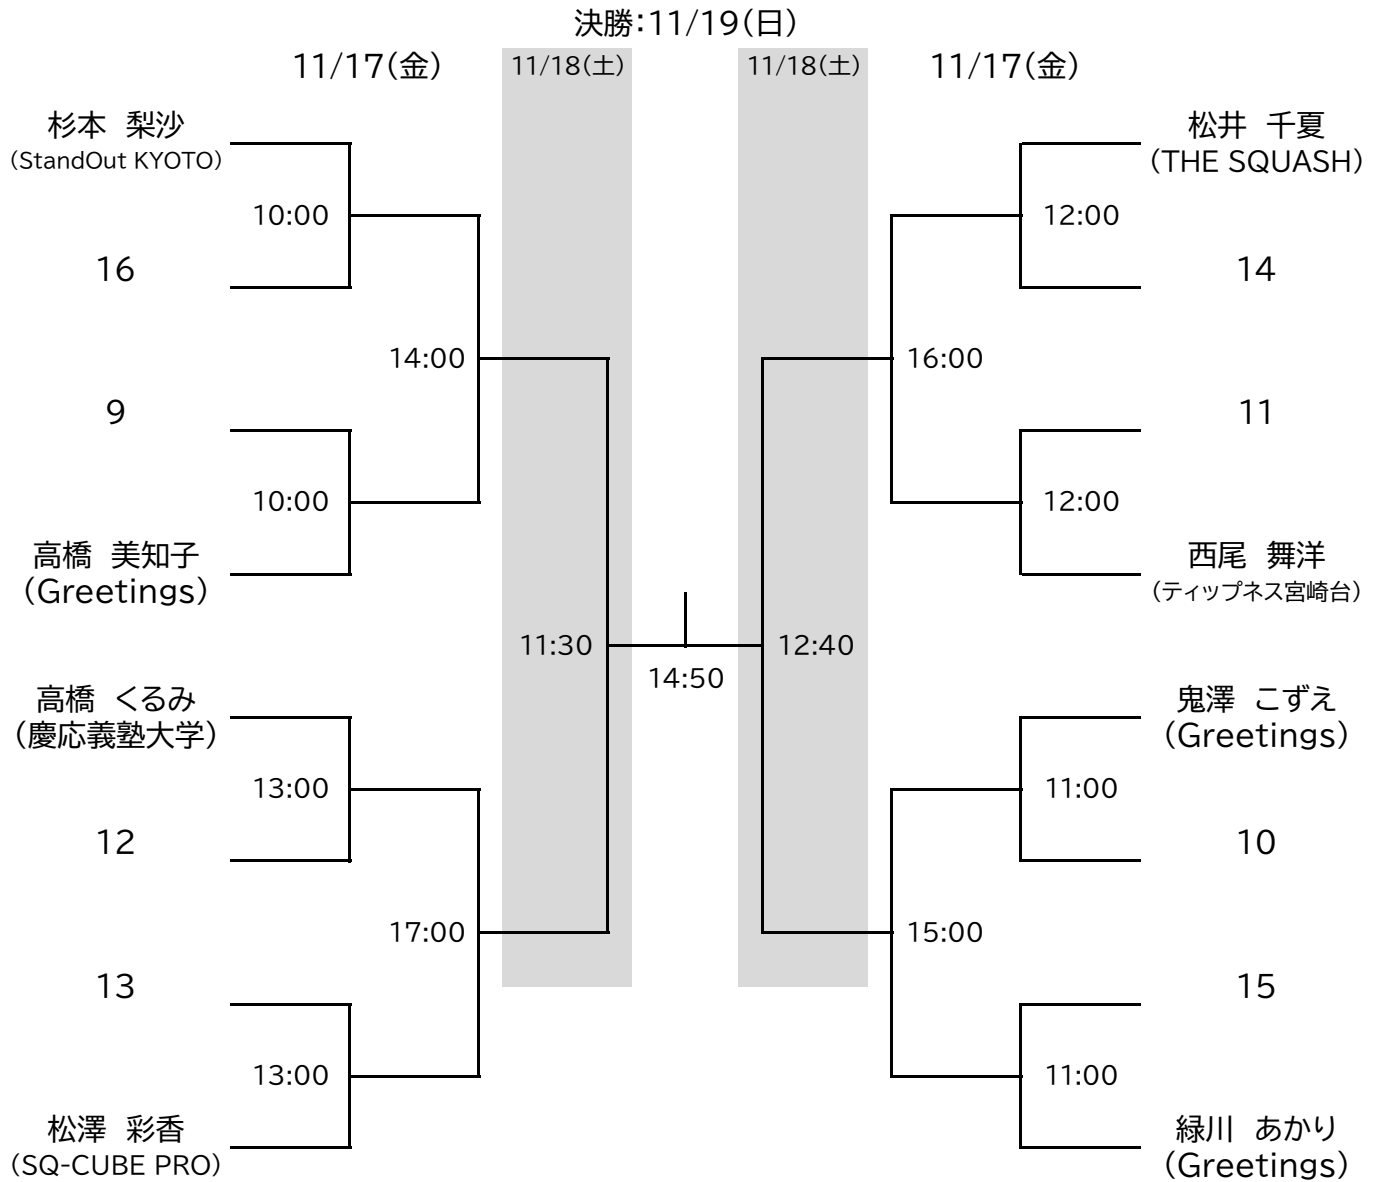 決勝：11/19（日）
11/17（金）
11/18（土）
11/18（土）
11/17（金）
杉本　梨沙
（StandOut KYOTO）
10:00
16
14:00
9
10:00
高橋　美知子
（Greetings）
11:30
高橋　くるみ
（慶応義塾大学）
13:00
12
17:00
13
13:00
松澤　彩香
（SQ-CUBE PRO）
14:50
松井　千夏
（THE SQUASH）
12:00
14
16:00
11
12:00
西尾　舞洋
（ティップネス宮崎台）
12:40
鬼澤　こずえ
（Greetings）
11:00
10
15:00
15
11:00
緑川　あかり
（Greetings）